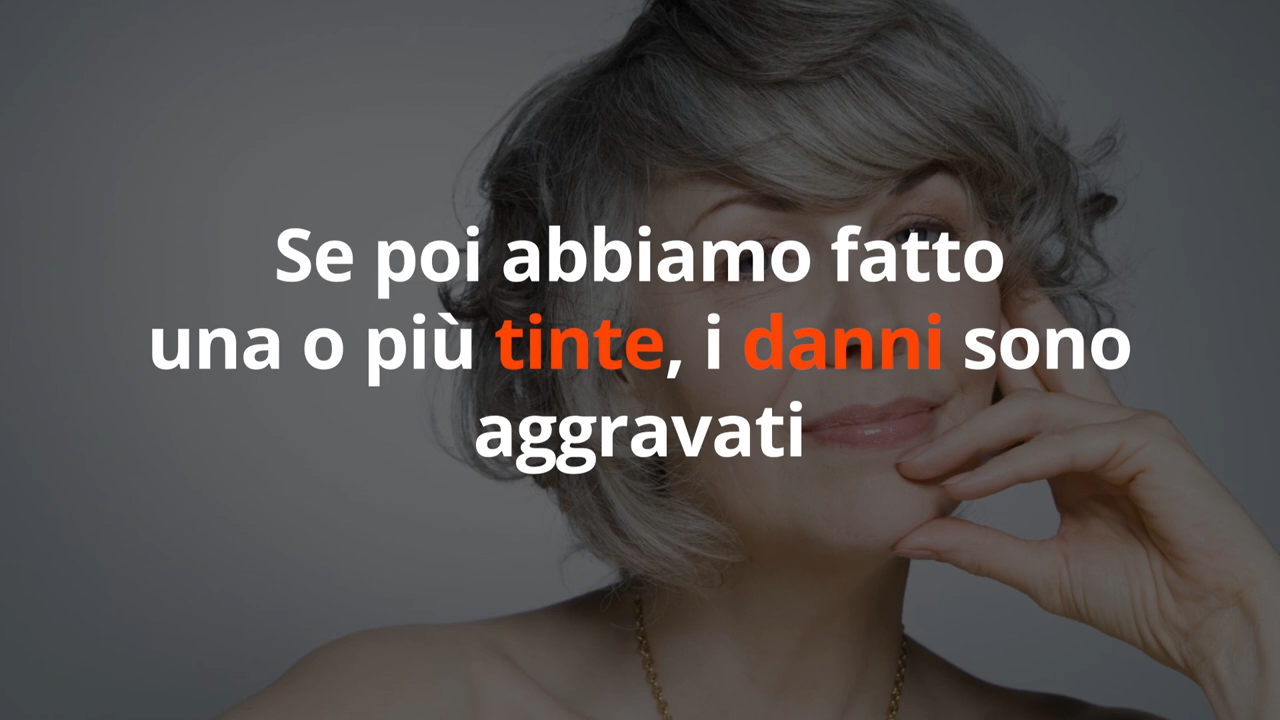 Se poi abbiamo fatto
una o più tinte, i danni sono
aggravati